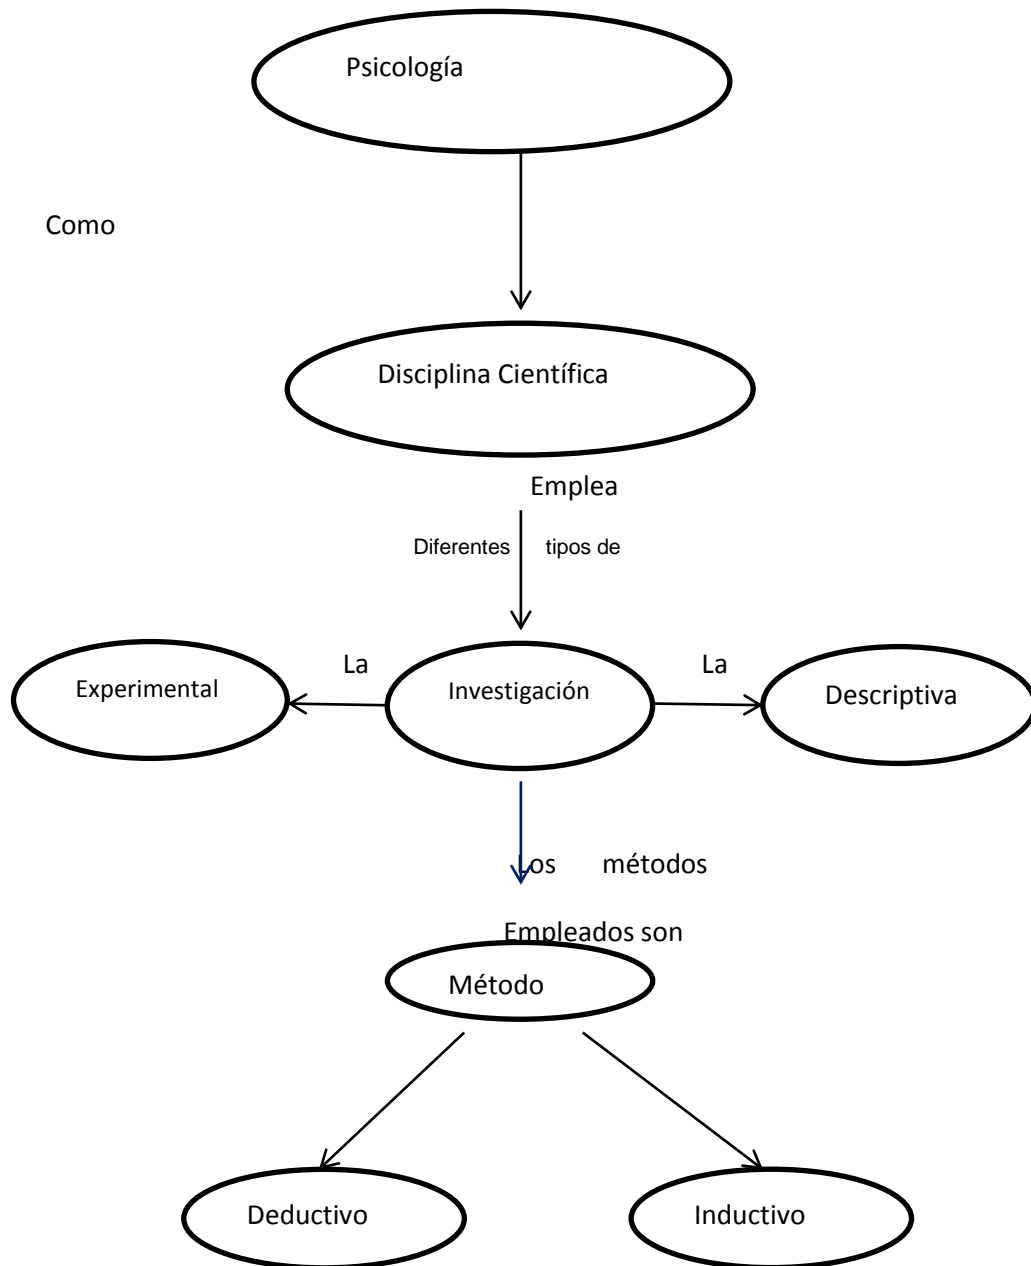 Psicología
Como
Disciplina Científica
Emplea
Diferentes tipos de
Experimental
La
Investigación
La
Descriptiva
Los métodos
Empleados son
Método
Deductivo
Inductivo